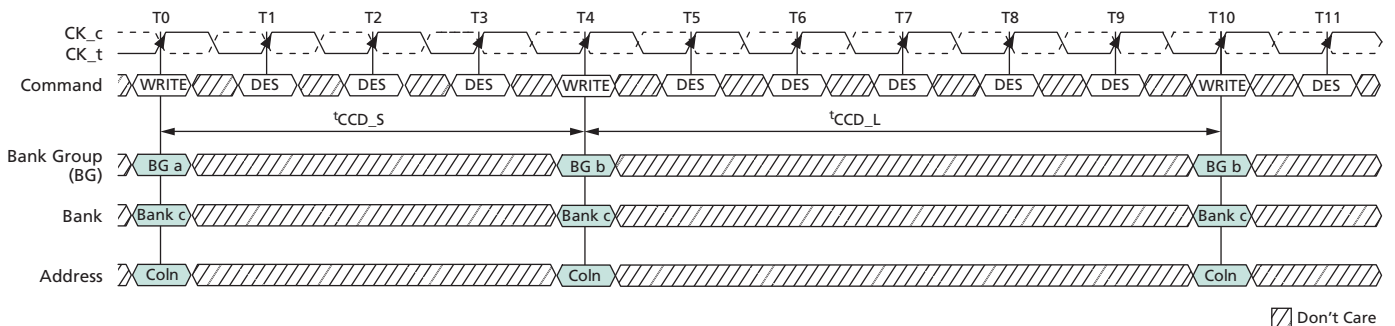 T0 T1 T2 T3 T4 T5 T6 T7 T8 T9 T10 T11
CK_c
CK_t
Command WRITE DES DES DES WRITE DES DES DES DES DES WRITE DES
tCCD_S tCCD_L
Bank Group
(BG) BG a BG b BG b
Bank Bank c Bank c Bank c
Address Coln Coln Coln
Don't Care